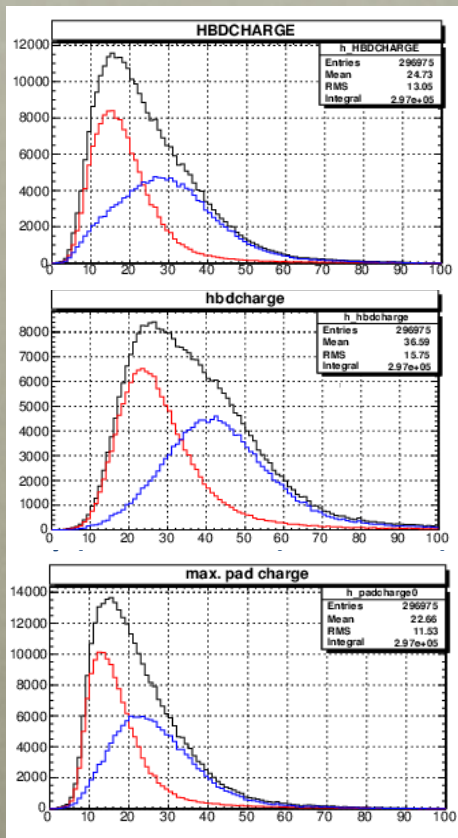 HBDCHARGE
h_HBDCHARGE
Entries 296975
Mean 24.73
RMS 13.05
Integral 2.97e+05
12000
10000
8000
6000
4000
2000
0
0 10 20 30 40 50 60 70 80 90 100
hbdcharge
h_hbdcharge
Entries 296975
Mean 36.59
RMS 15.75
Integral 2.97e+05
8000
7000
6000
5000
4000
3000
2000
1000
0
0 10 20 30 40 50 60 70 80 90 100
max. pad charge
h_padcharge0
Entries 296975
Mean 22.66
RMS 11.53
Integral 2.97e+05
14000
12000
10000
8000
6000
4000
2000
0
0 10 20 30 40 50 60 70 80 90 100